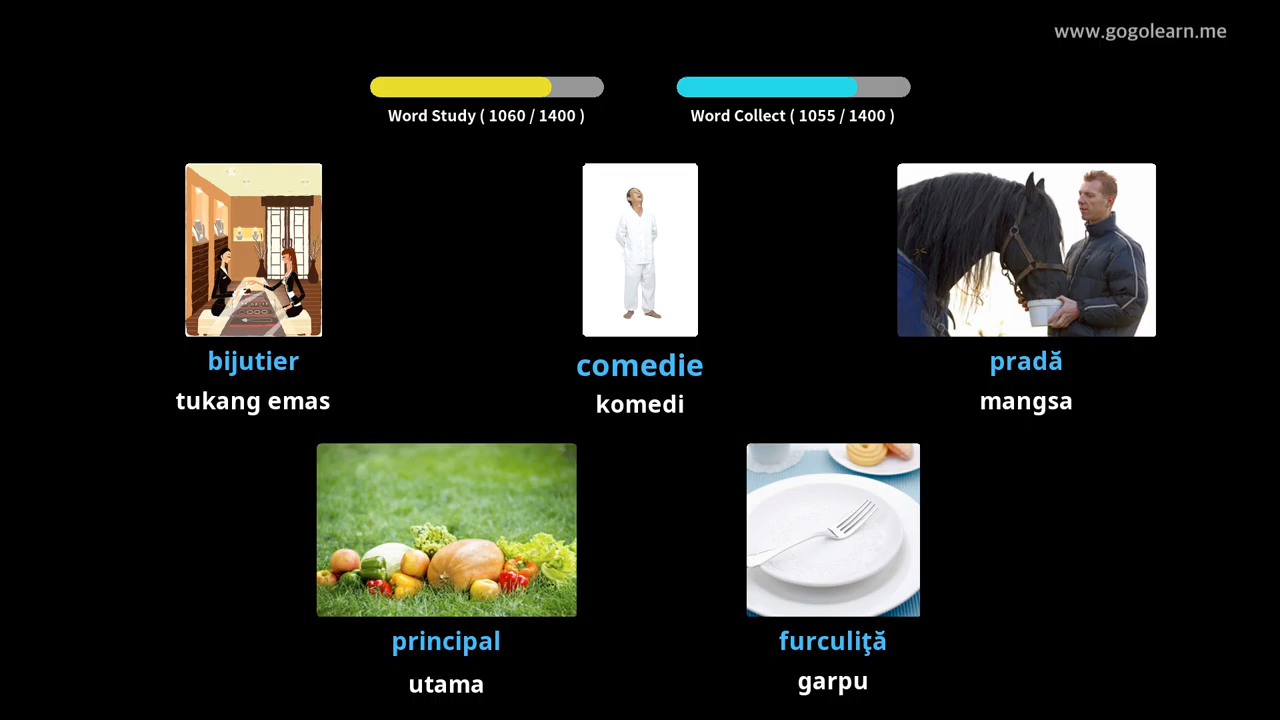 www.gogolearn.me
Word Study ( 1060 / 1400 )
Word Collect ( 1055 / 1400 )
bijutier
tukang emas
comedie
komedi
pradă
mangsa
principal
utama
furculiţă
garpu